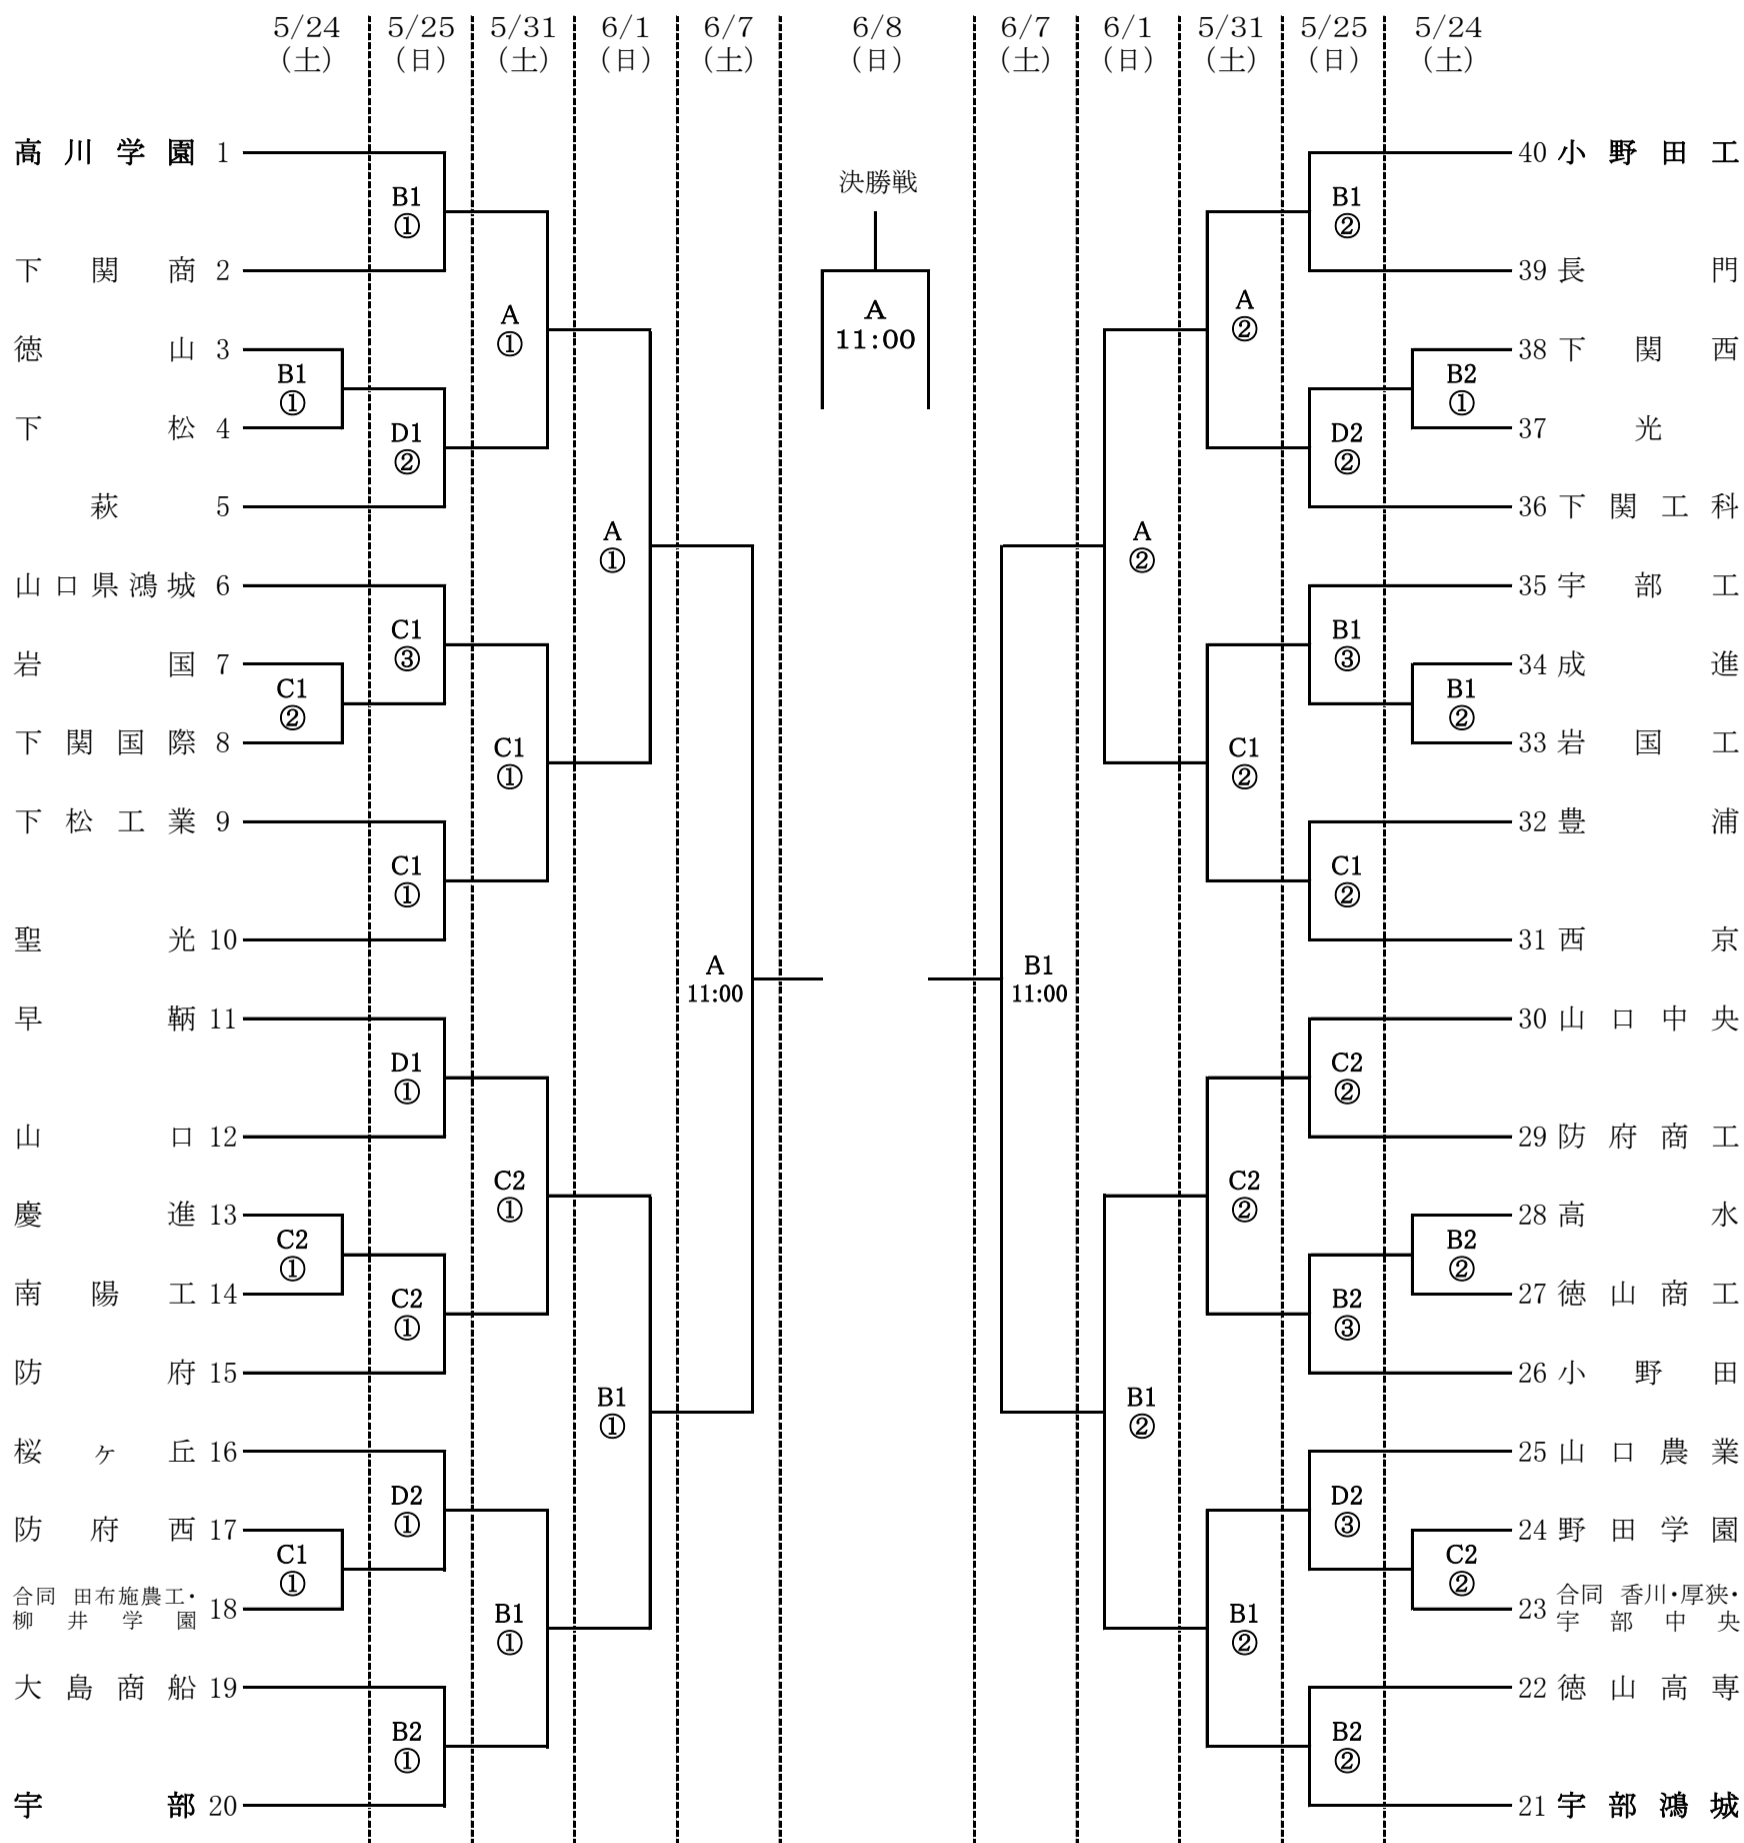 5/24 5/25 5/31 6/1 6/7 6/8 6/7 6/1 5/31 5/25 5/24
(土) (日) (土) (日) (土) (日) (土) (日) (土) (日) (土)
高川学園 1
下関商 2
徳山 3
下松 4
萩 5
山口県鴻城 6
岩国 7
下関国際 8
下松工業 9
聖光 10
早鞆 11
山口 12
慶進 13
南陽工 14
防府 15
桜ヶ丘 16
防府西 17
合同 田布施農工・
柳井学園 18
大島商船 19
宇部 20
B1
①
C1
②
C2
①
C1
①
B1
①
D1
②
C1
③
C1
①
D1
①
C2
①
D2
①
B2
①
A
①
C1
①
C2
①
B1
①
A
①
B1
①
A
11:00
決勝戦
A
11:00
B1
11:00
A
②
B1
②
A
②
C1
②
C2
②
B1
②
B1
②
D2
②
B1
③
C1
②
C2
②
B2
③
D2
③
B2
②
B2
①
B1
②
B2
②
C2
②
40 小野田工
39 長門
38 下関西
37 光
36 下関工科
35 宇部工
34 成進
33 岩国工
32 豊浦
31 西京
30 山口中央
29 防府商工
28 高水
27 徳山商工
26 小野田
25 山口農業
24 野田学園
23 合同 香川・厚狭・
宇部中央
22 徳山高専
21 宇部鴻城